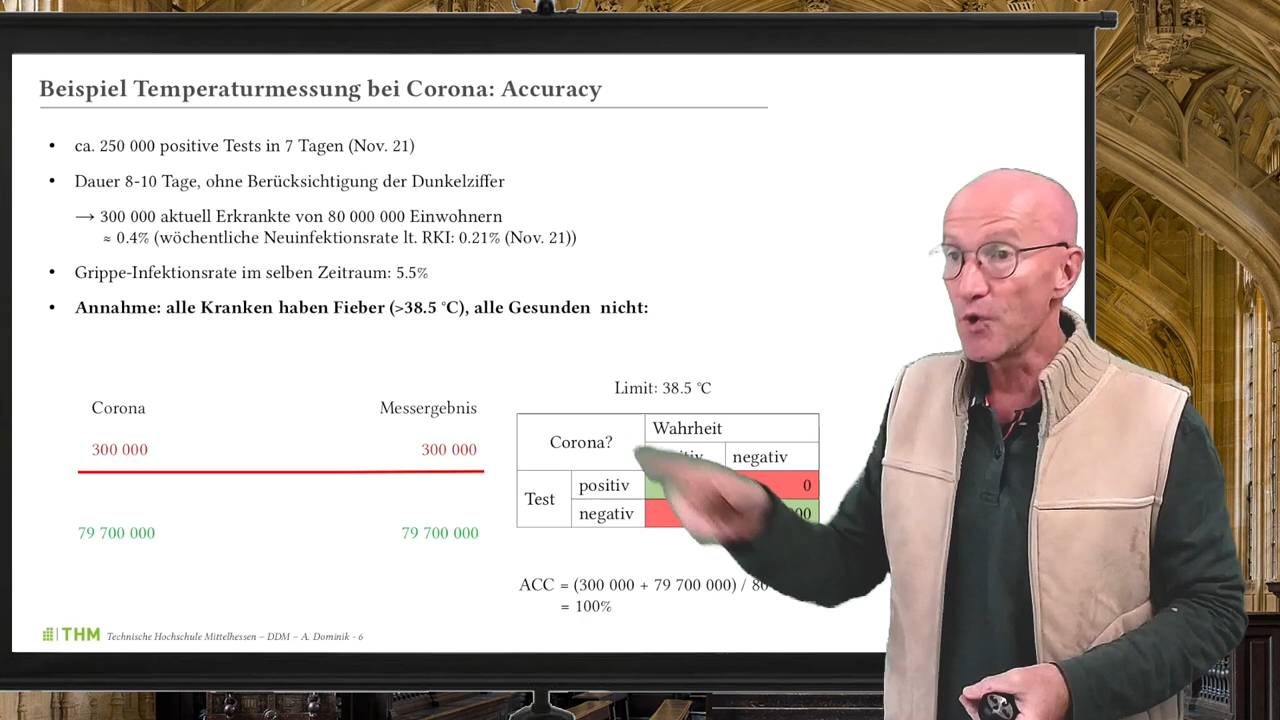 Beispiel Temperaturmessung bei Corona: Accuracy
• ca. 250 000 positive Tests in 7 Tagen (Nov. 21)
• Dauer 8-10 Tage, ohne Berücksichtigung der Dunkelziffer
→ 300 000 aktuell Erkrankte von 80 000 000 Einwohnern
≈ 0.4% (wöchentliche Neuinfektionsrate lt. RKI: 0.21% (Nov. 21))
• Grippe-Infektionsrate im selben Zeitraum: 5.5%
• Annahme: alle Kranken haben Fieber (>38.5 °C), alle Gesunden nicht:
Limit: 38.5 °C
Corona Messergebnis
300 000 300 000
79 700 000 79 700 000
Corona? Wahrheit
negativ
Test positiv 0
negativ
ACC = (300 000 + 79 700 000) /
= 100%
THM Technische Hochschule Mittelhessen – DDM – A. Dominik - 6